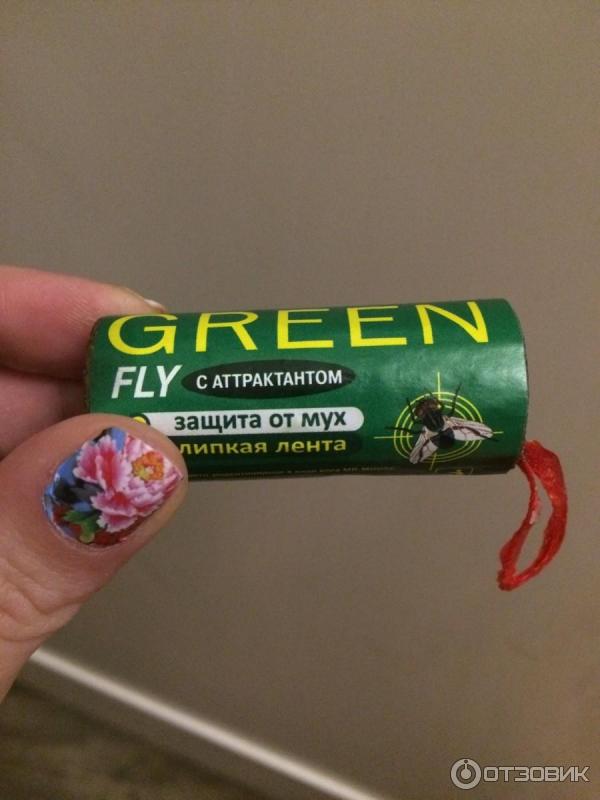 GREEN
FLY С АТТРАКТАНТОМ
защита от мух
липкая лента
ОТЗОВИК